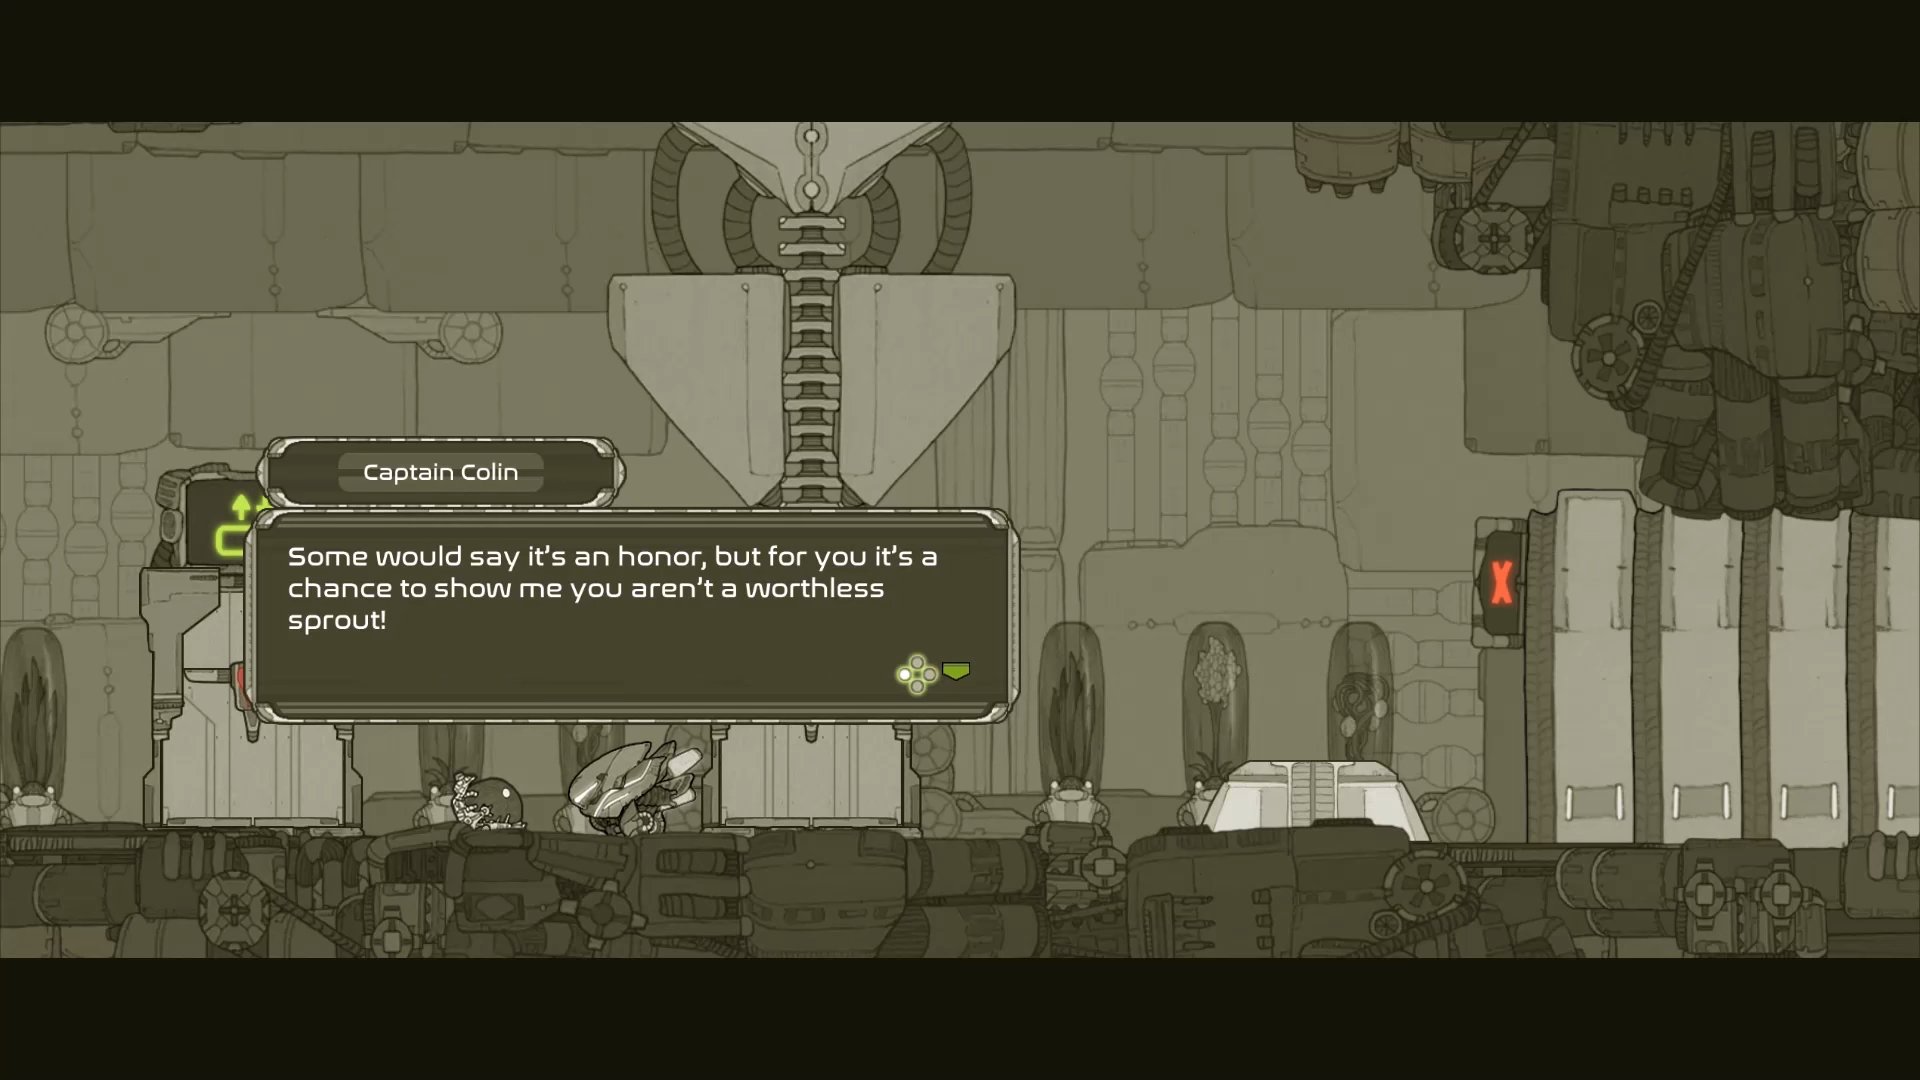 Captain Colin
Some would say it's an honor, but for you it's a
chance to show me you aren't a worthless
sprout!
X